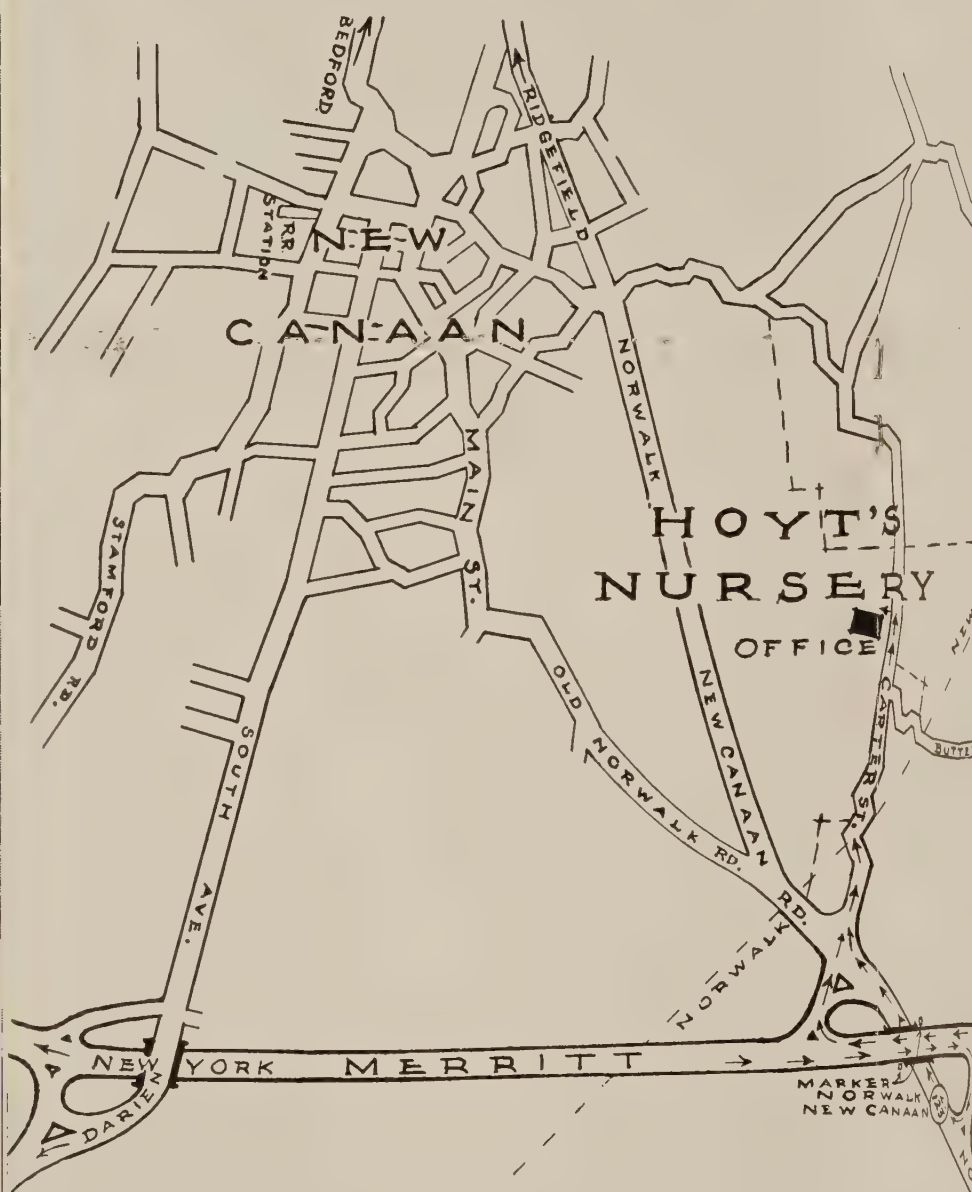 BEDFORD
RIDGEFIELD
R.R.
STATION
NEW
CANAAN
NORWALK
MAIN ST.
HOYT'S
NURSERY
OFFICE
STAMFORD RD.
OLD NORWALK RD.
NEW CANAAN RD.
CARTER ST.
SOUTH AVE.
NORWALK
NEW YORK
MERRITT
DARIEN
MARKER
NORWALK
NEW CANAAN
123